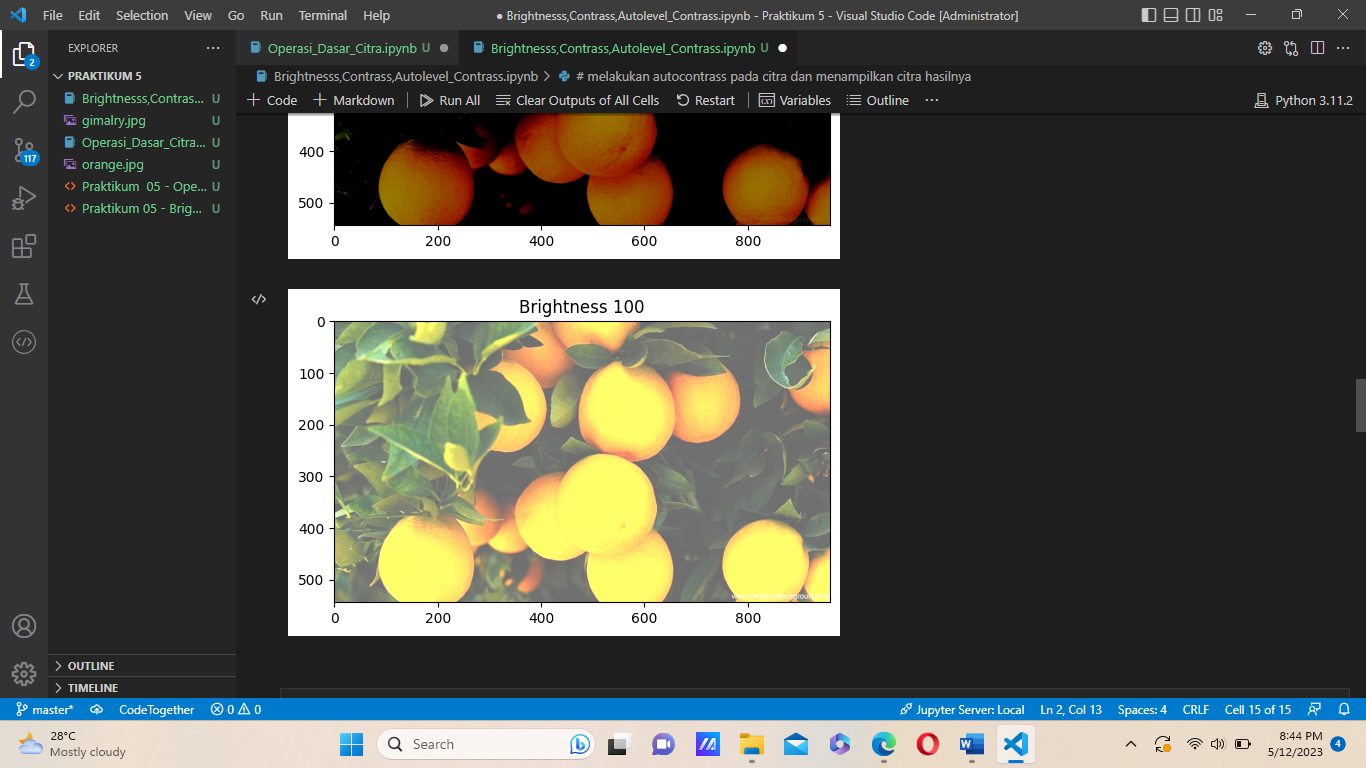 File Edit Selection View Go Run Terminal Help
● Brightnesss,Contrass,Autolevel_Contrass.ipynb - Praktikum 5 - Visual Studio Code [Administrator]
EXPLORER
Operasi_Dasar_Citra.ipynb U
Brightnesss,Contrass,Autolevel_Contrass.ipynb U
PRAKTIKUM 5
Brightnesss,Contrass,Autolevel_Contrass.ipynb > # melakukan autocontrass pada citra dan menampilkan citra hasilnya
+ Code + Markdown Run All Clear Outputs of All Cells Restart Variables Outline ··· Python 3.11.2
Brightnesss,Contras... U
gimalry.jpg U
Operasi_Dasar_Citra... U
orange.jpg U
Praktikum 05 - Ope... U
Praktikum 05 - Brig... U
2
117
400
500
0 200 400 600 800
Brightness 100
0
100
200
300
400
500
0 200 400 600 800
OUTLINE
TIMELINE
master* CodeTogether 0 0 Jupyter Server: Local Ln 2, Col 13 Spaces: 4 CRLF Cell 15 of 15
28°C
Mostly cloudy
Search
8:44 PM
5/12/2023
4